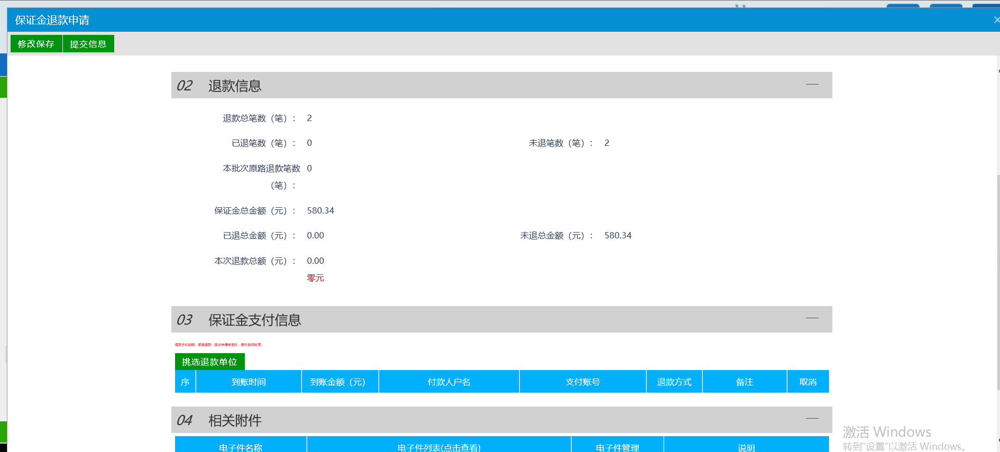 保证金退款申请
修改保存 提交信息
02 退款信息
退款总笔数（笔）： 2
已退笔数（笔）： 0 未退笔数（笔）： 2
本批次原路退款笔数 0
（笔）：
保证金总金额（元）： 580.34
已退总金额（元）： 0.00 未退总金额（元）： 580.34
本次退款总额（元）： 0.00
零元
03 保证金支付信息
退款方式说明：原路退款：提交申请给银行，银行自动处理；
挑选退款单位
序 到账时间 到账金额（元） 付款人户名 支付账号 退款方式 备注 取消
04 相关附件
电子件名称 电子件列表(点击查看) 电子件管理 说明
激活 Windows
转到"设置"以激活 Windows。